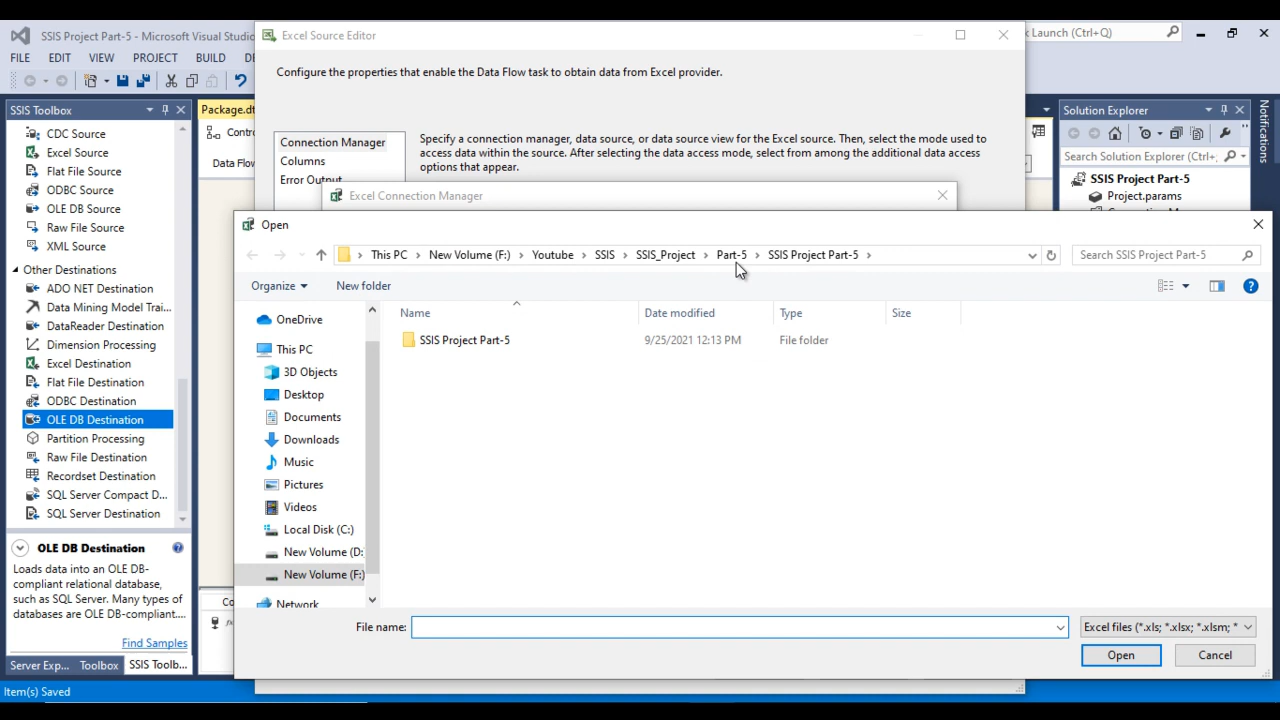 SSIS Project Part-5 - Microsoft Visual Studio
Excel Source Editor
Launch (Ctrl+Q)
FILE EDIT VIEW PROJECT BUILD
Configure the properties that enable the Data Flow task to obtain data from Excel provider.
SSIS Toolbox
Package.dt
Solution Explorer
Notifications
CDC Source
Excel Source
Flat File Source
ODBC Source
OLE DB Source
Raw File Source
XML Source
Other Destinations
ADO NET Destination
Data Mining Model Trai...
DataReader Destination
Dimension Processing
Excel Destination
Flat File Destination
ODBC Destination
OLE DB Destination
Partition Processing
Raw File Destination
Recordset Destination
SQL Server Compact D...
SQL Server Destination
OLE DB Destination
Loads data into an OLE DB-
compliant relational database,
such as SQL Server. Many types of
databases are OLE DB-compliant....
Find Samples
Server Exp... Toolbox SSIS Toolb...
Item(s) Saved
Contro
Data Flow
Connection Manager
Columns
Error Output
Specify a connection manager, data source, or data source view for the Excel source. Then, select the mode used to
access data within the source. After selecting the data access mode, select from among the additional data access
options that appear.
Search Solution Explorer (Ctrl+;
SSIS Project Part-5
Project.params
Excel Connection Manager
Open
This PC > New Volume (F:) > Youtube > SSIS > SSIS_Project > Part-5 > SSIS Project Part-5 >
Search SSIS Project Part-5
Organize New folder
OneDrive
This PC
3D Objects
Desktop
Documents
Downloads
Music
Pictures
Videos
Local Disk (C:)
New Volume (D:
New Volume (F:)
Network
Name Date modified Type Size
SSIS Project Part-5 9/25/2021 12:13 PM File folder
File name:
Excel files (*.xls; *.xlsx; *.xlsm; *
Open Cancel
Co